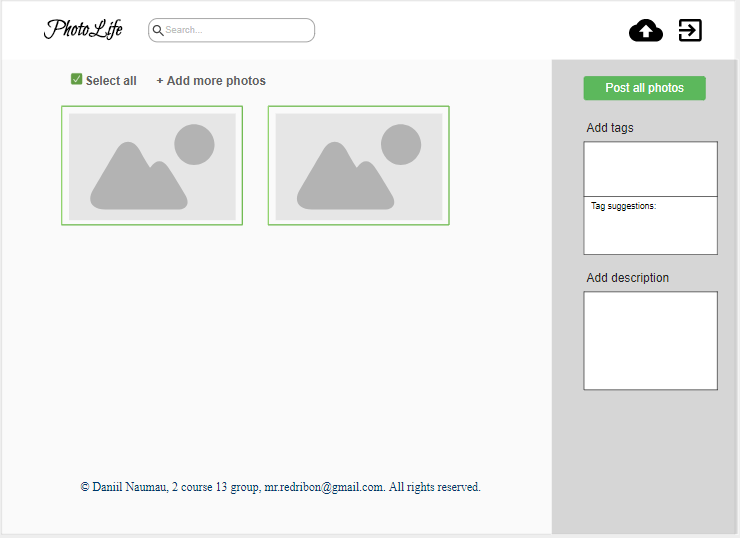 PhotoLife
Search...
Select all
+ Add more photos
Post all photos
Add tags
Tag suggestions:
Add description
© Daniil Naumau, 2 course 13 group, mr.redribon@gmail.com. All rights reserved.